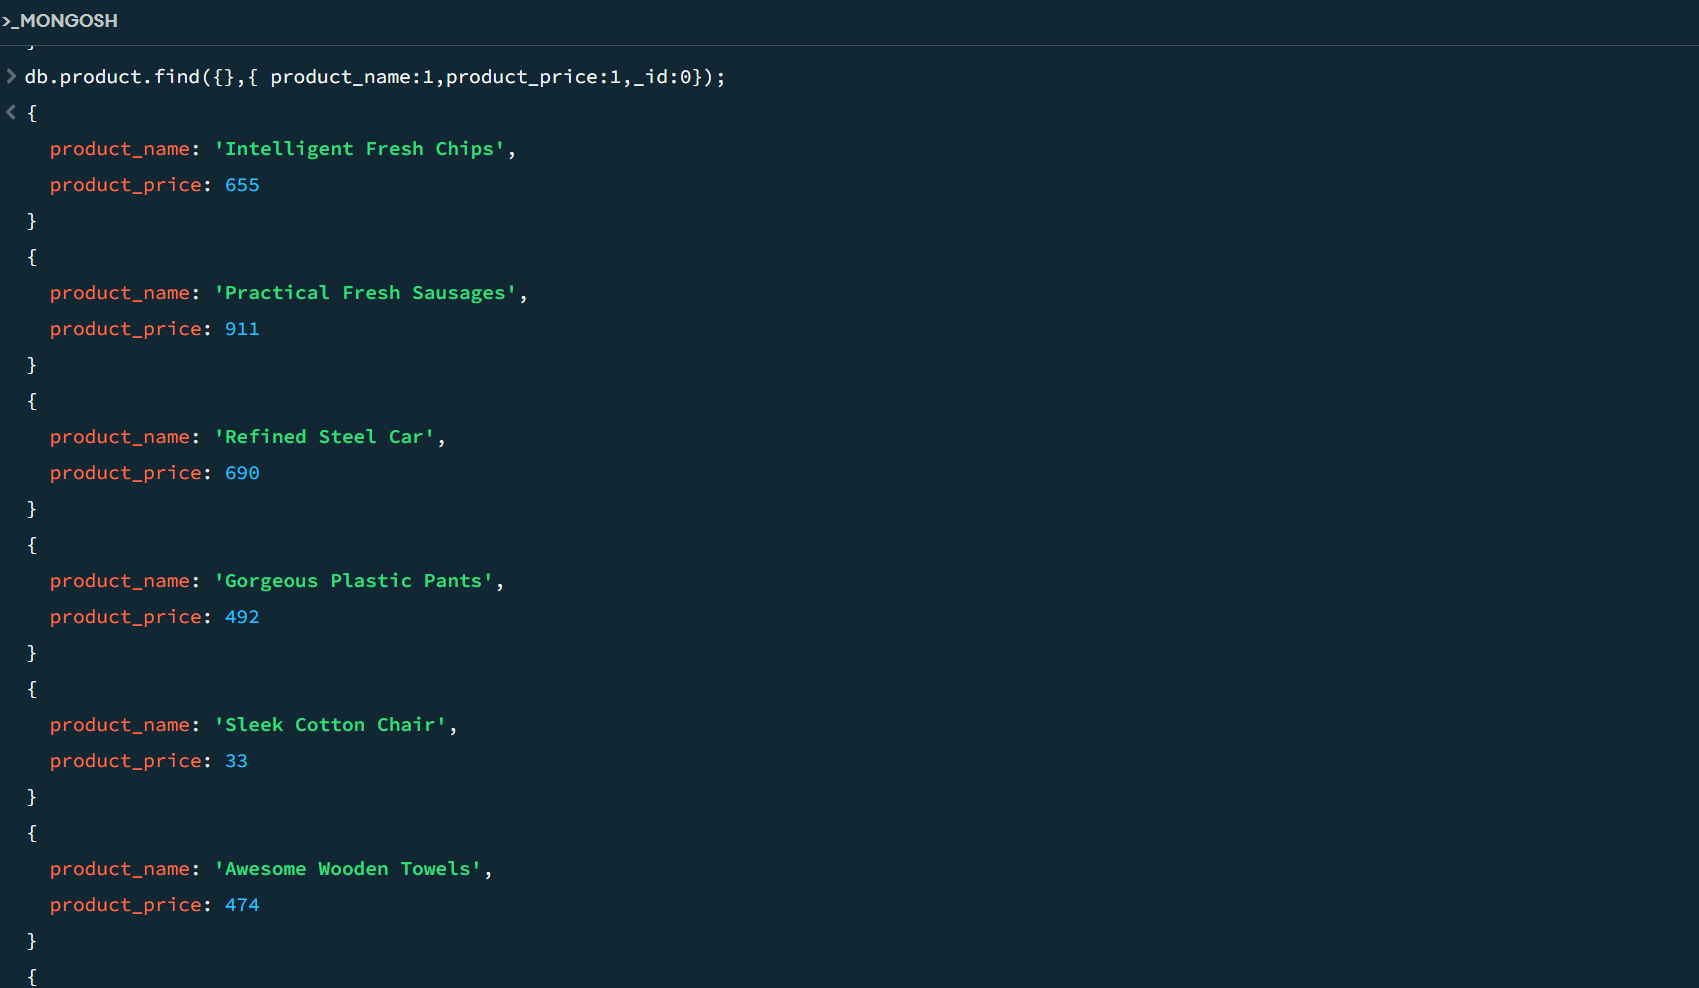 >_MONGOSH
}
> db.product.find({},{ product_name:1,product_price:1,_id:0});
< {
product_name: 'Intelligent Fresh Chips',
product_price: 655
}
{
product_name: 'Practical Fresh Sausages',
product_price: 911
}
{
product_name: 'Refined Steel Car',
product_price: 690
}
{
product_name: 'Gorgeous Plastic Pants',
product_price: 492
}
{
product_name: 'Sleek Cotton Chair',
product_price: 33
}
{
product_name: 'Awesome Wooden Towels',
product_price: 474
}
{